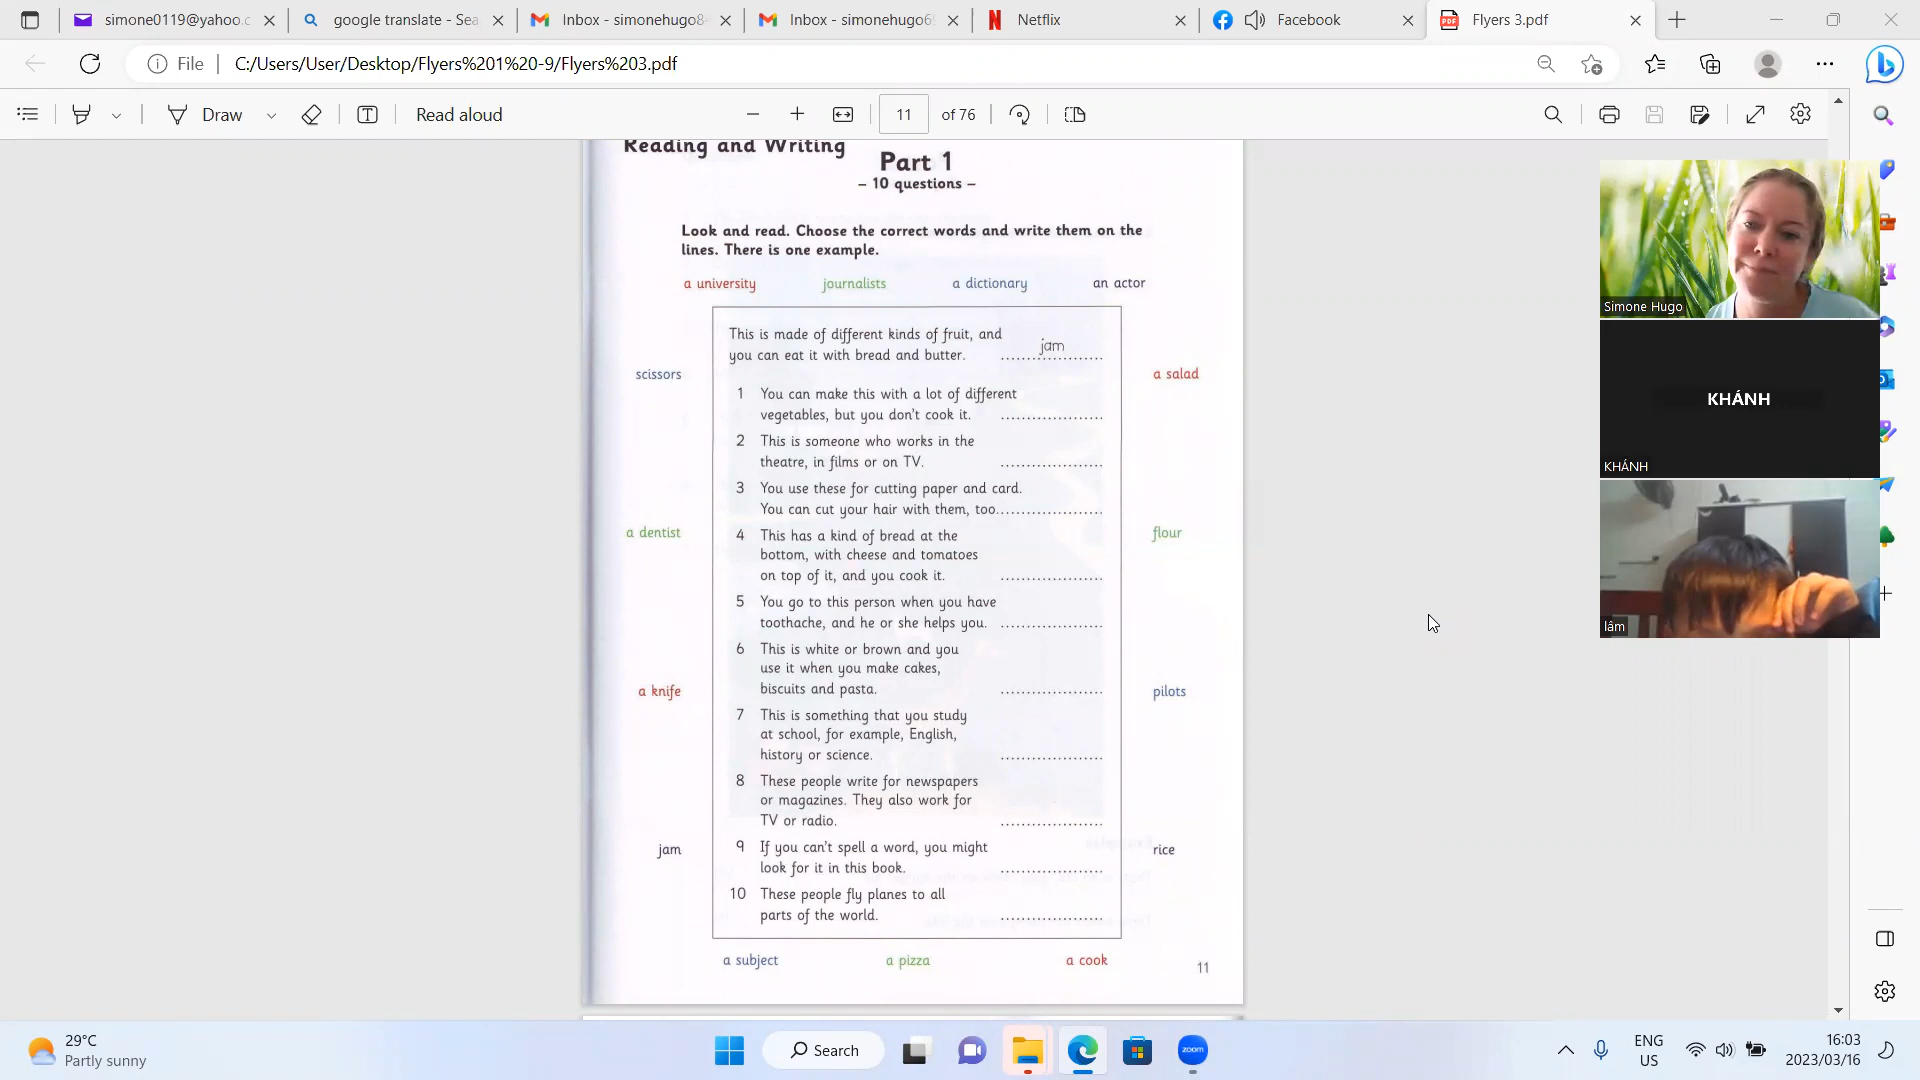 simone0119@yahoo.c
google translate - Sea
Inbox - simonehugo84
Inbox - simonehugo6
Netflix
Facebook
Flyers 3.pdf
File
C:/Users/User/Desktop/Flyers%201%20-9/Flyers%203.pdf
Draw
Read aloud
11 of 76
Reading and Writing
Part 1
– 10 questions –
Look and read. Choose the correct words and write them on the
lines. There is one example.
a university journalists a dictionary an actor
This is made of different kinds of fruit, and
you can eat it with bread and butter. jam
scissors
a salad
1 You can make this with a lot of different
vegetables, but you don't cook it.
2 This is someone who works in the
theatre, in films or on TV.
3 You use these for cutting paper and card.
You can cut your hair with them, too.
a dentist
flour
4 This has a kind of bread at the
bottom, with cheese and tomatoes
on top of it, and you cook it.
5 You go to this person when you have
toothache, and he or she helps you.
6 This is white or brown and you
use it when you make cakes,
biscuits and pasta.
a knife
pilots
7 This is something that you study
at school, for example, English,
history or science.
8 These people write for newspapers
or magazines. They also work for
TV or radio.
jam
rice
9 If you can't spell a word, you might
look for it in this book.
10 These people fly planes to all
parts of the world.
a subject a pizza a cook
11
Simone Hugo
KHÁNH
KHÁNH
lâm
29°C
Partly sunny
Search
zoom
ENG
US
16:03
2023/03/16